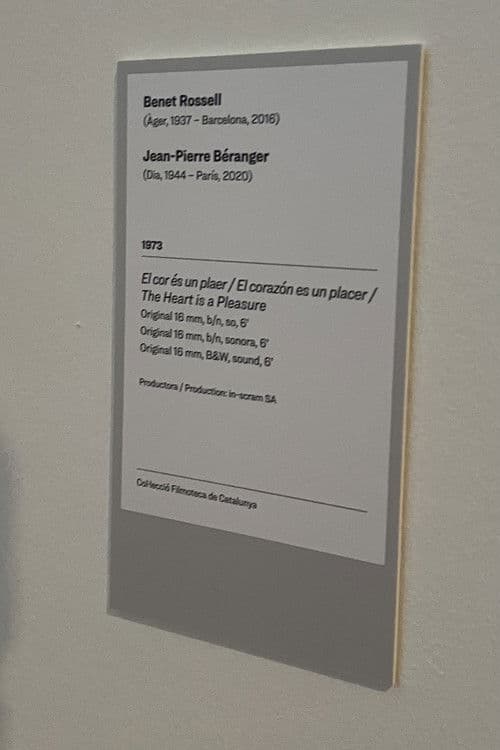 Benet Rossell
(Àger, 1937 – Barcelona, 2016)
Jean-Pierre Béranger
(Dia, 1944 – París, 2020)
1973
El cor és un plaer / El corazón es un placer /
The Heart is a Pleasure
Original 16 mm, b/n, so, 6'
Original 16 mm, b/n, sonora, 6'
Original 16 mm, B&W, sound, 6'
Productora / Production: in-scram SA
Col·lecció Filmoteca de Catalunya